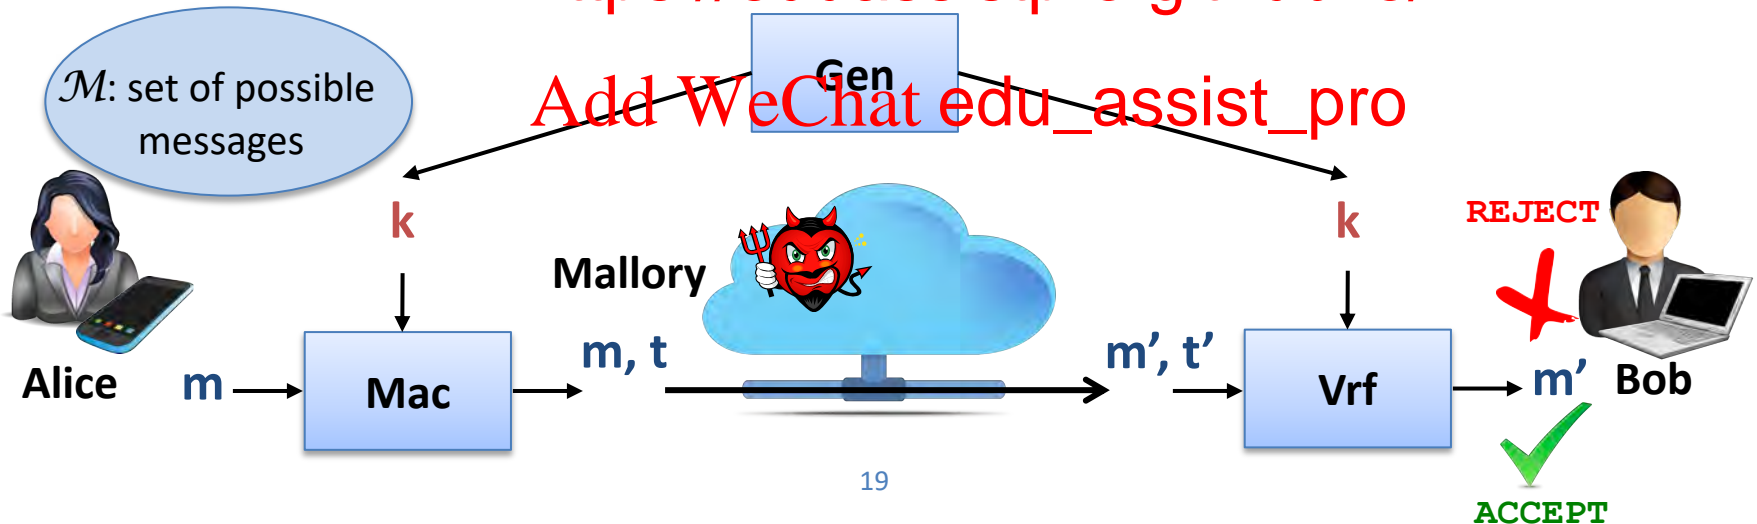 Gen
Add WeChat edu_assist_pro
ℳ: set of possible
messages
k
k
REJECT
Mallory
m, t
m’, t’
Alice
m
Mac
Vrf
m’
Bob
19
ACCEPT